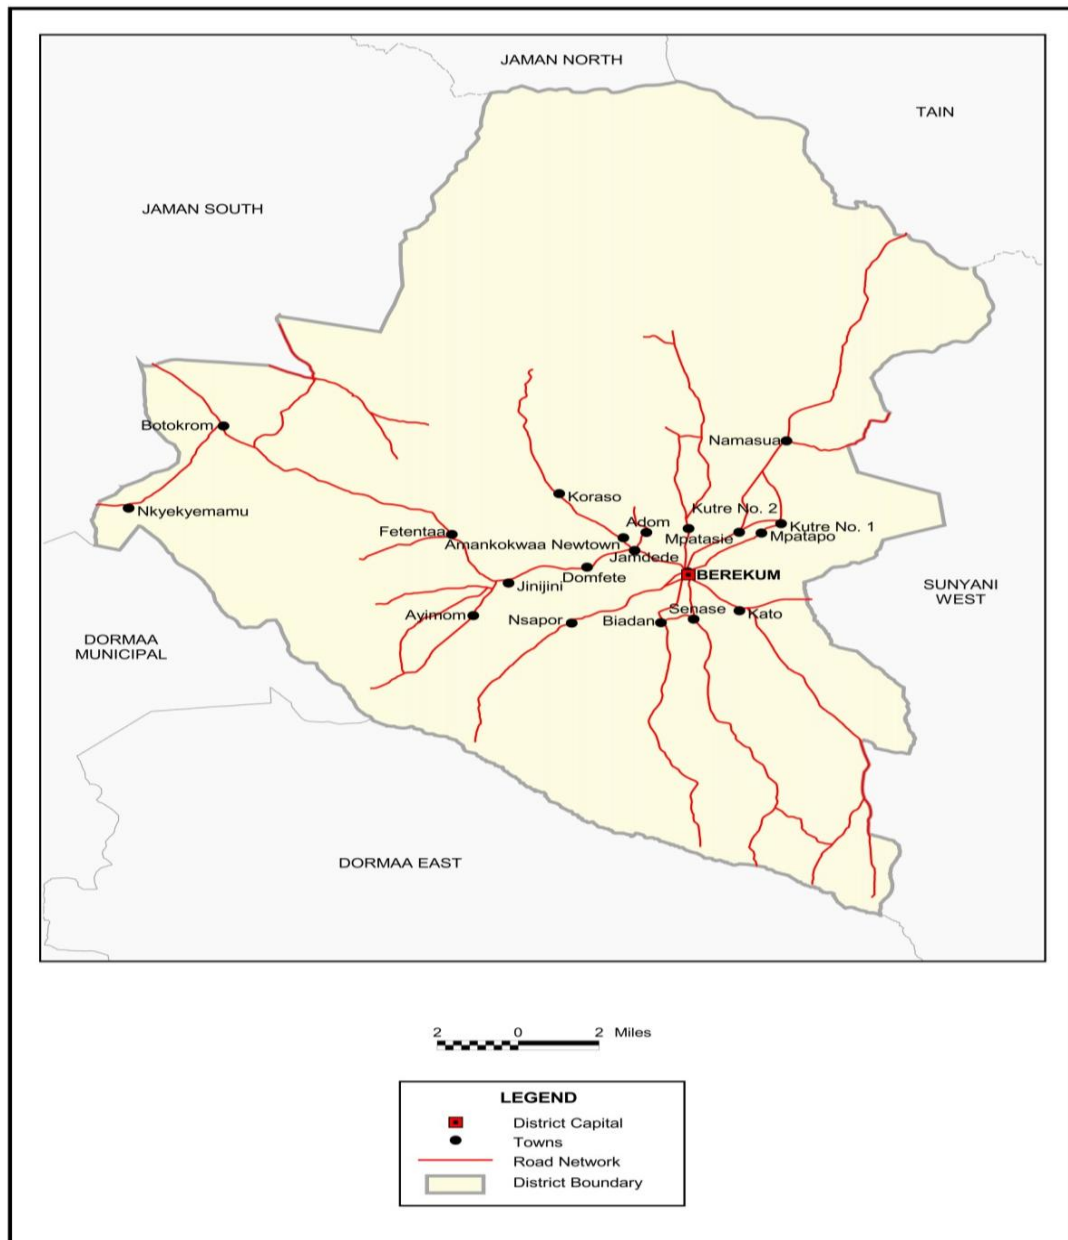 JAMAN NORTH
TAIN
JAMAN SOUTH
Botokrom
Namasua
Koraso
Nkyekyemamu
Kutre No. 2
Adom
Kutre No. 1
Fetentaa
Mpatasie
Mpatapo
Amankokwaa Newtown
Jamdede
Domfete
BEREKUM
Jinijini
SUNYANI
WEST
Ayimom
Nsapor
Biadan
Senase
Kato
DORMAA
MUNICIPAL
DORMAA EAST
2 0 2 Miles
LEGEND
District Capital
Towns
Road Network
District Boundary